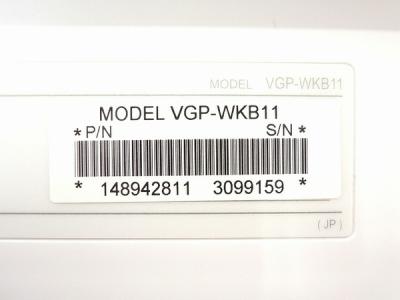 MODEL VGP-WKB11
MODEL VGP-WKB11
* P/N S/N *
* 148942811 3099159 *
( JP )